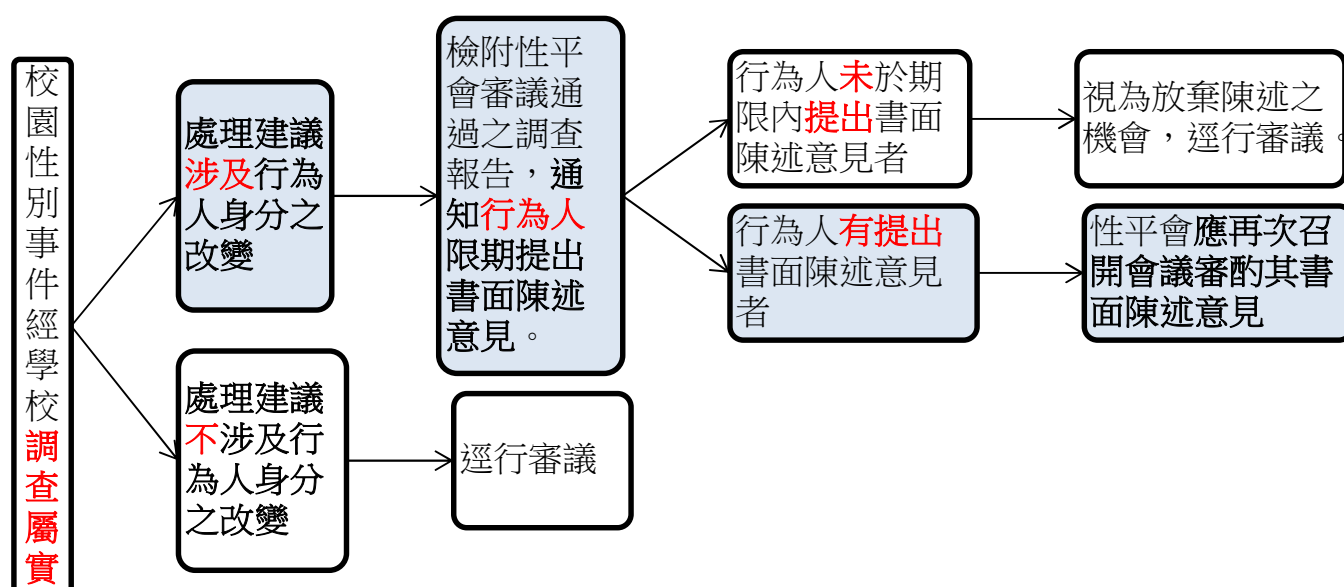 校園性別事件經學校調查屬實
處理建議
涉及行為
人身分之
改變
處理建議
不涉及行
為人身分
之改變
檢附性平
會審議通
過之調查
報告，通
知行為人
限期提出
書面陳述
意見。
逕行審議
行為人未於期
限內提出書面
陳述意見者
行為人有提出
書面陳述意見
者
視為放棄陳述之
機會，逕行審議。
性平會應再次召
開會議審酌其書
面陳述意見